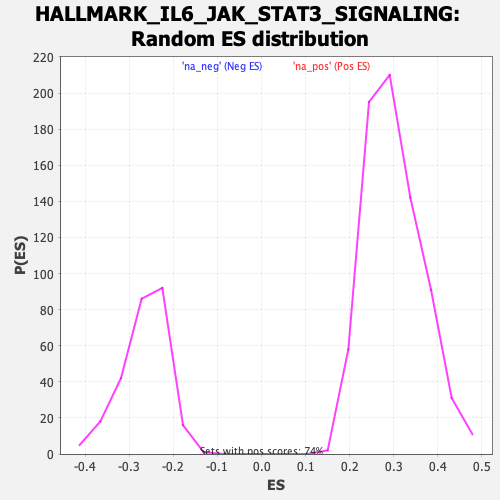 HALLMARK_IL6_JAK_STAT3_SIGNALING:
Random ES distribution
'na_neg' (Neg ES) 'na_pos' (Pos ES)
220
200
180
160
140
120
100
80
60
40
20
0
P(ES)
Sets with pos scores: 74%
-0.4 -0.3 -0.2 -0.1 0.0 0.1 0.2 0.3 0.4 0.5
ES